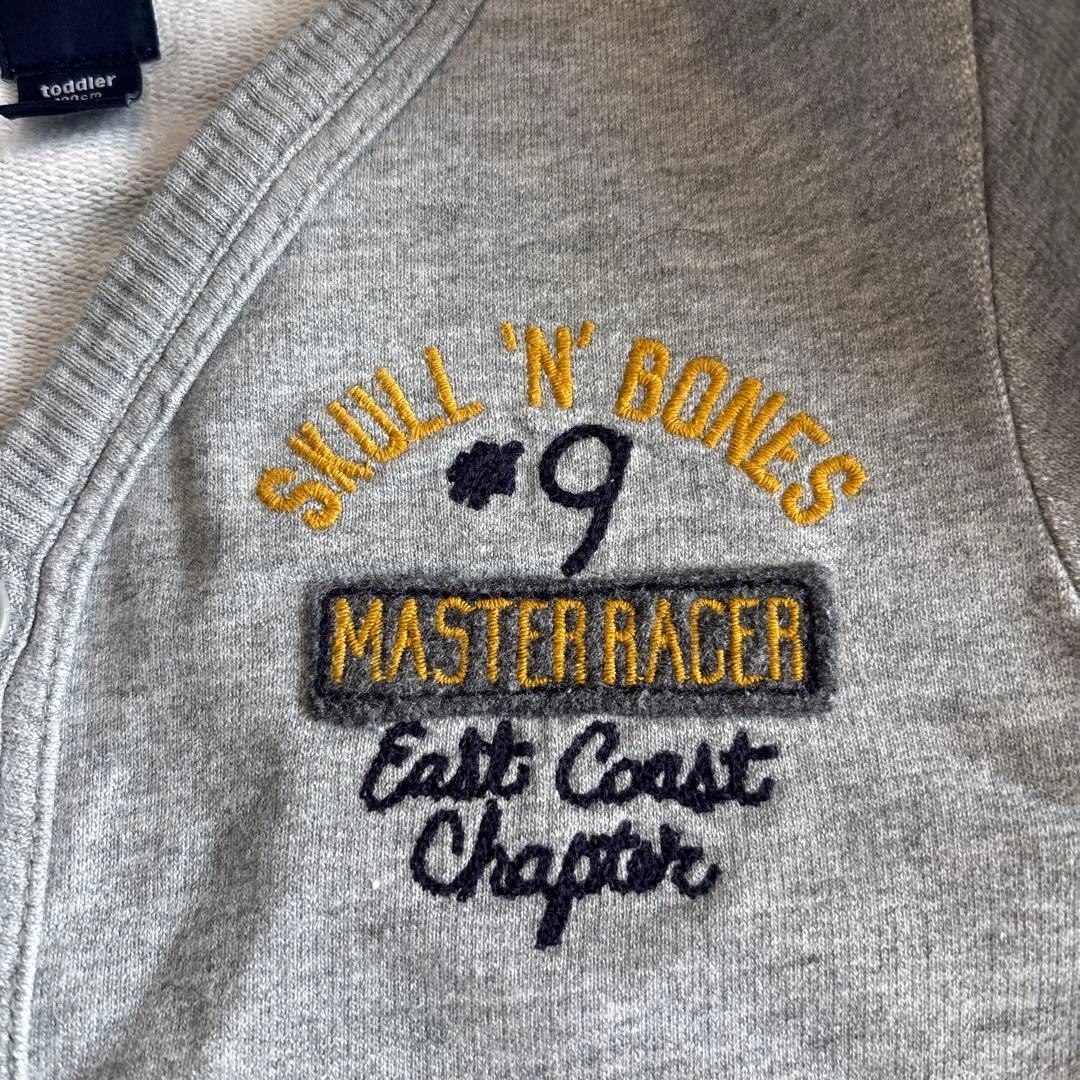 toddler
SKULL 'N' BONES
#9
MASTER RACER
East Coast
Chapter